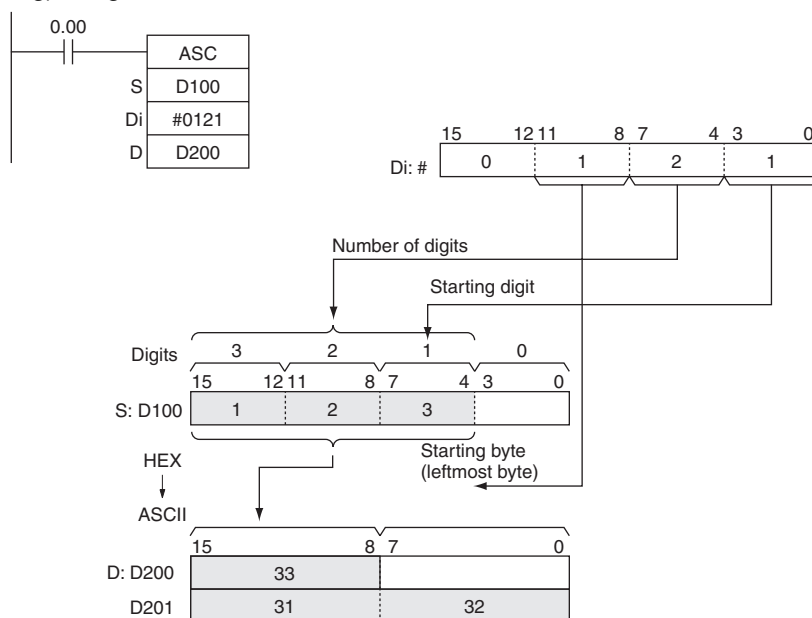 0.00
ASC
S D100
Di #0121
D D200
15 12 11 8 7 4 3 0
Di: # 0 1 2 1
Number of digits
Starting digit
Digits 3 2 1 0
15 12 11 8 7 4 3 0
S: D100 1 2 3
Starting byte
(leftmost byte)
HEX
ASCII
15 8 7 0
D: D200 33
D201 31 32